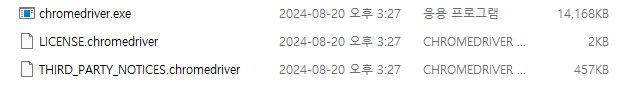 chromedriver.exe 2024-08-20 오후 3:27 응용 프로그램 14,168KB
LICENSE.chromedriver 2024-08-20 오후 3:27 CHROMEDRIVER ... 2KB
THIRD_PARTY_NOTICES.chromedriver 2024-08-20 오후 3:27 CHROMEDRIVER ... 457KB